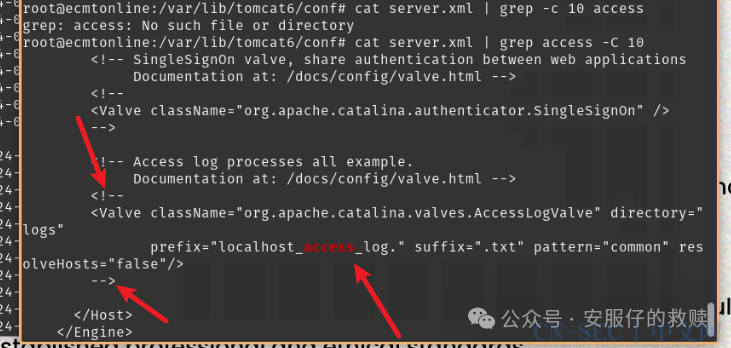 root@ecmtonline:/var/lib/tomcat6/conf# cat server.xml | grep -c 10 access
grep: access: No such file or directory
root@ecmtonline:/var/lib/tomcat6/conf# cat server.xml | grep access -C 10
<!-- SingleSignOn valve, share authentication between web applications
Documentation at: /docs/config/valve.html -->
<!--
<Valve className="org.apache.catalina.authenticator.SingleSignOn" />
-->
<!-- Access log processes all example.
Documentation at: /docs/config/valve.html -->
<!--
<Valve className="org.apache.catalina.valves.AccessLogValve" directory="
logs"
prefix="localhost_access_log." suffix=".txt" pattern="common" res
olveHosts="false"/>
-->
</Host>
</Engine>
公众号 · 安服仔的救赎